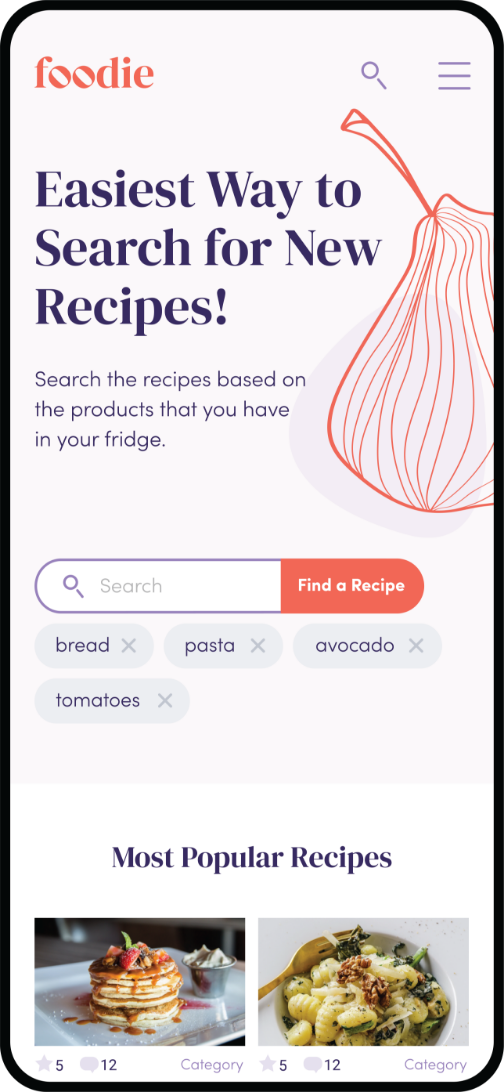 foodie
Easiest Way to
Search for New
Recipes!
Search the recipes based on
the products that you have
in your fridge.
Search
Find a Recipe
bread
pasta
avocado
tomatoes
Most Popular Recipes
5 12 Category
5 12 Category